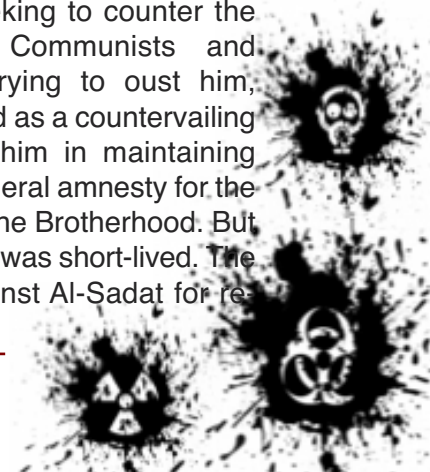 king to counter the
Communists and
rying to oust him,
d as a countervailing
him in maintaining
eral amnesty for the
he Brotherhood. But
was short-lived. The
nst Al-Sadat for re-